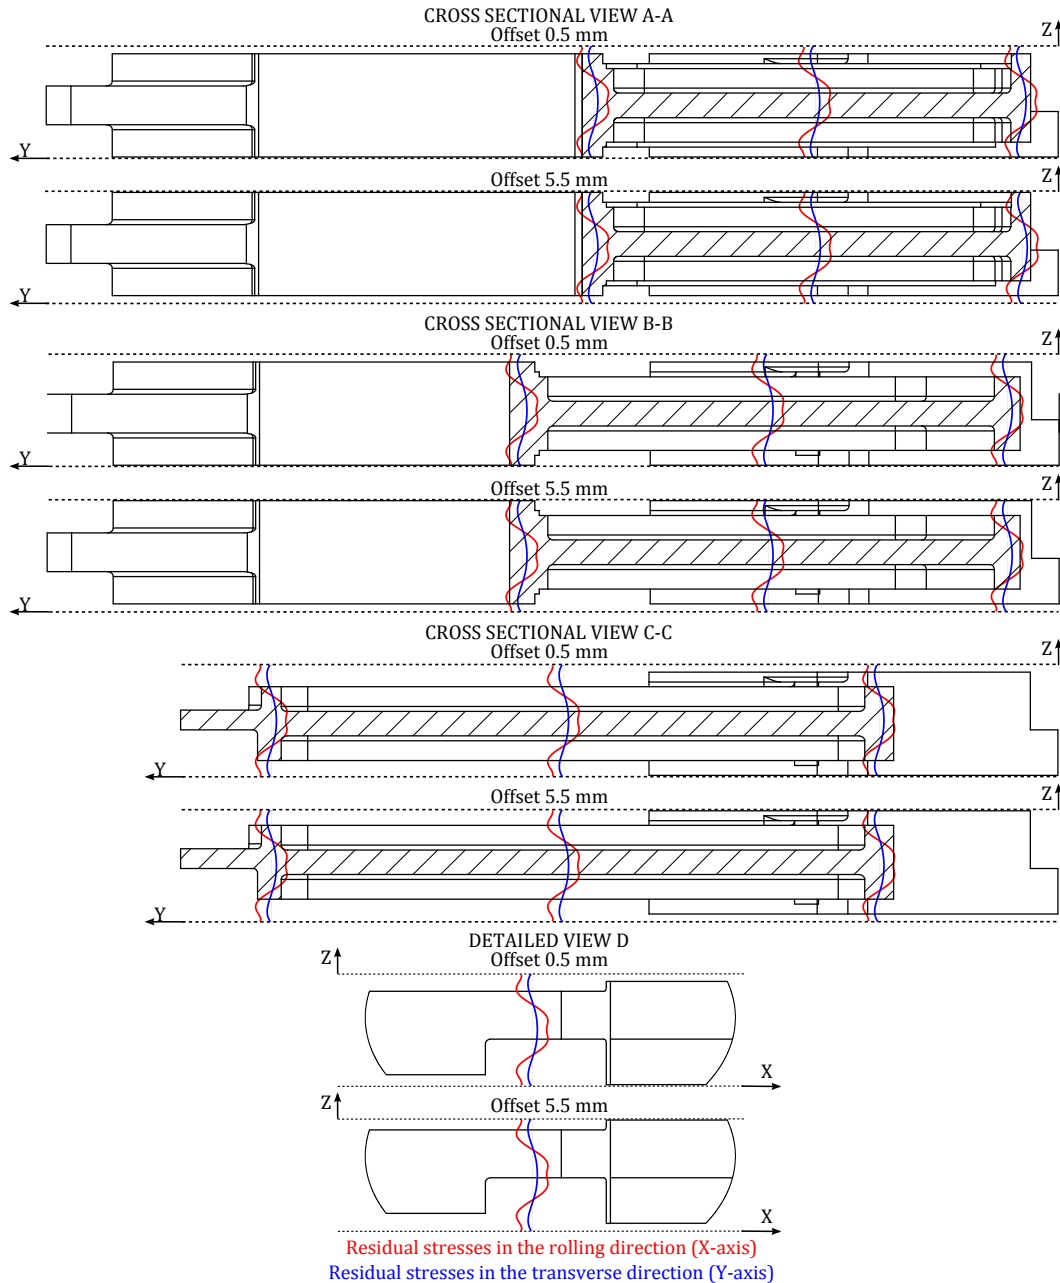 CROSS SECTIONAL VIEW A-A
Offset 0.5 mm
Z
Y
Offset 5.5 mm
Z
Y
CROSS SECTIONAL VIEW B-B
Offset 0.5 mm
Z
Y
Offset 5.5 mm
Z
Y
CROSS SECTIONAL VIEW C-C
Offset 0.5 mm
Z
Y
Offset 5.5 mm
Z
Y
DETAILED VIEW D
Offset 0.5 mm
Z
X
Offset 5.5 mm
Z
X
Residual stresses in the rolling direction (X-axis)
Residual stresses in the transverse direction (Y-axis)